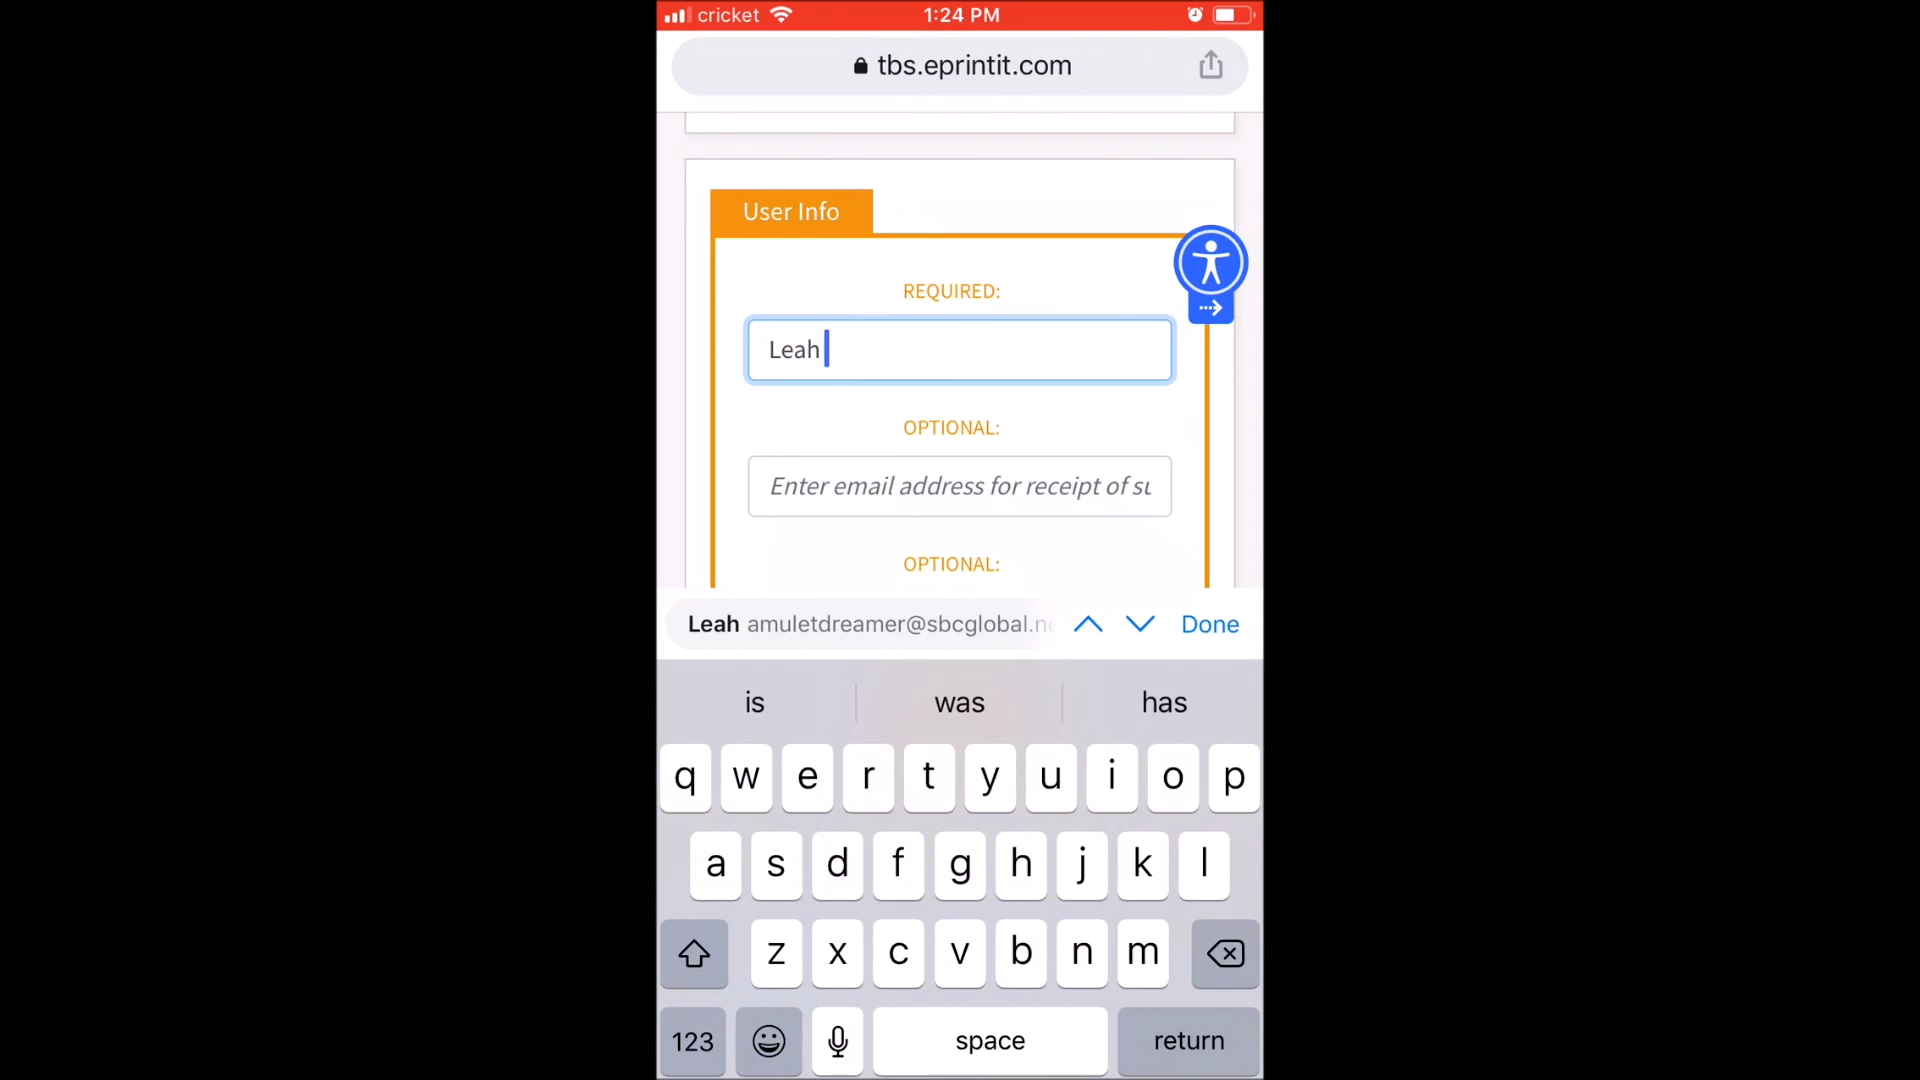 cricket 1:24 PM
tbs.eprintit.com
User Info
REQUIRED:
Leah
OPTIONAL:
Enter email address for receipt of su
OPTIONAL:
Leah amuletdreamer@sbcglobal.ne Done
is was has
q w e r t y u i o p
a s d f g h j k l
z x c v b n m
123 space return